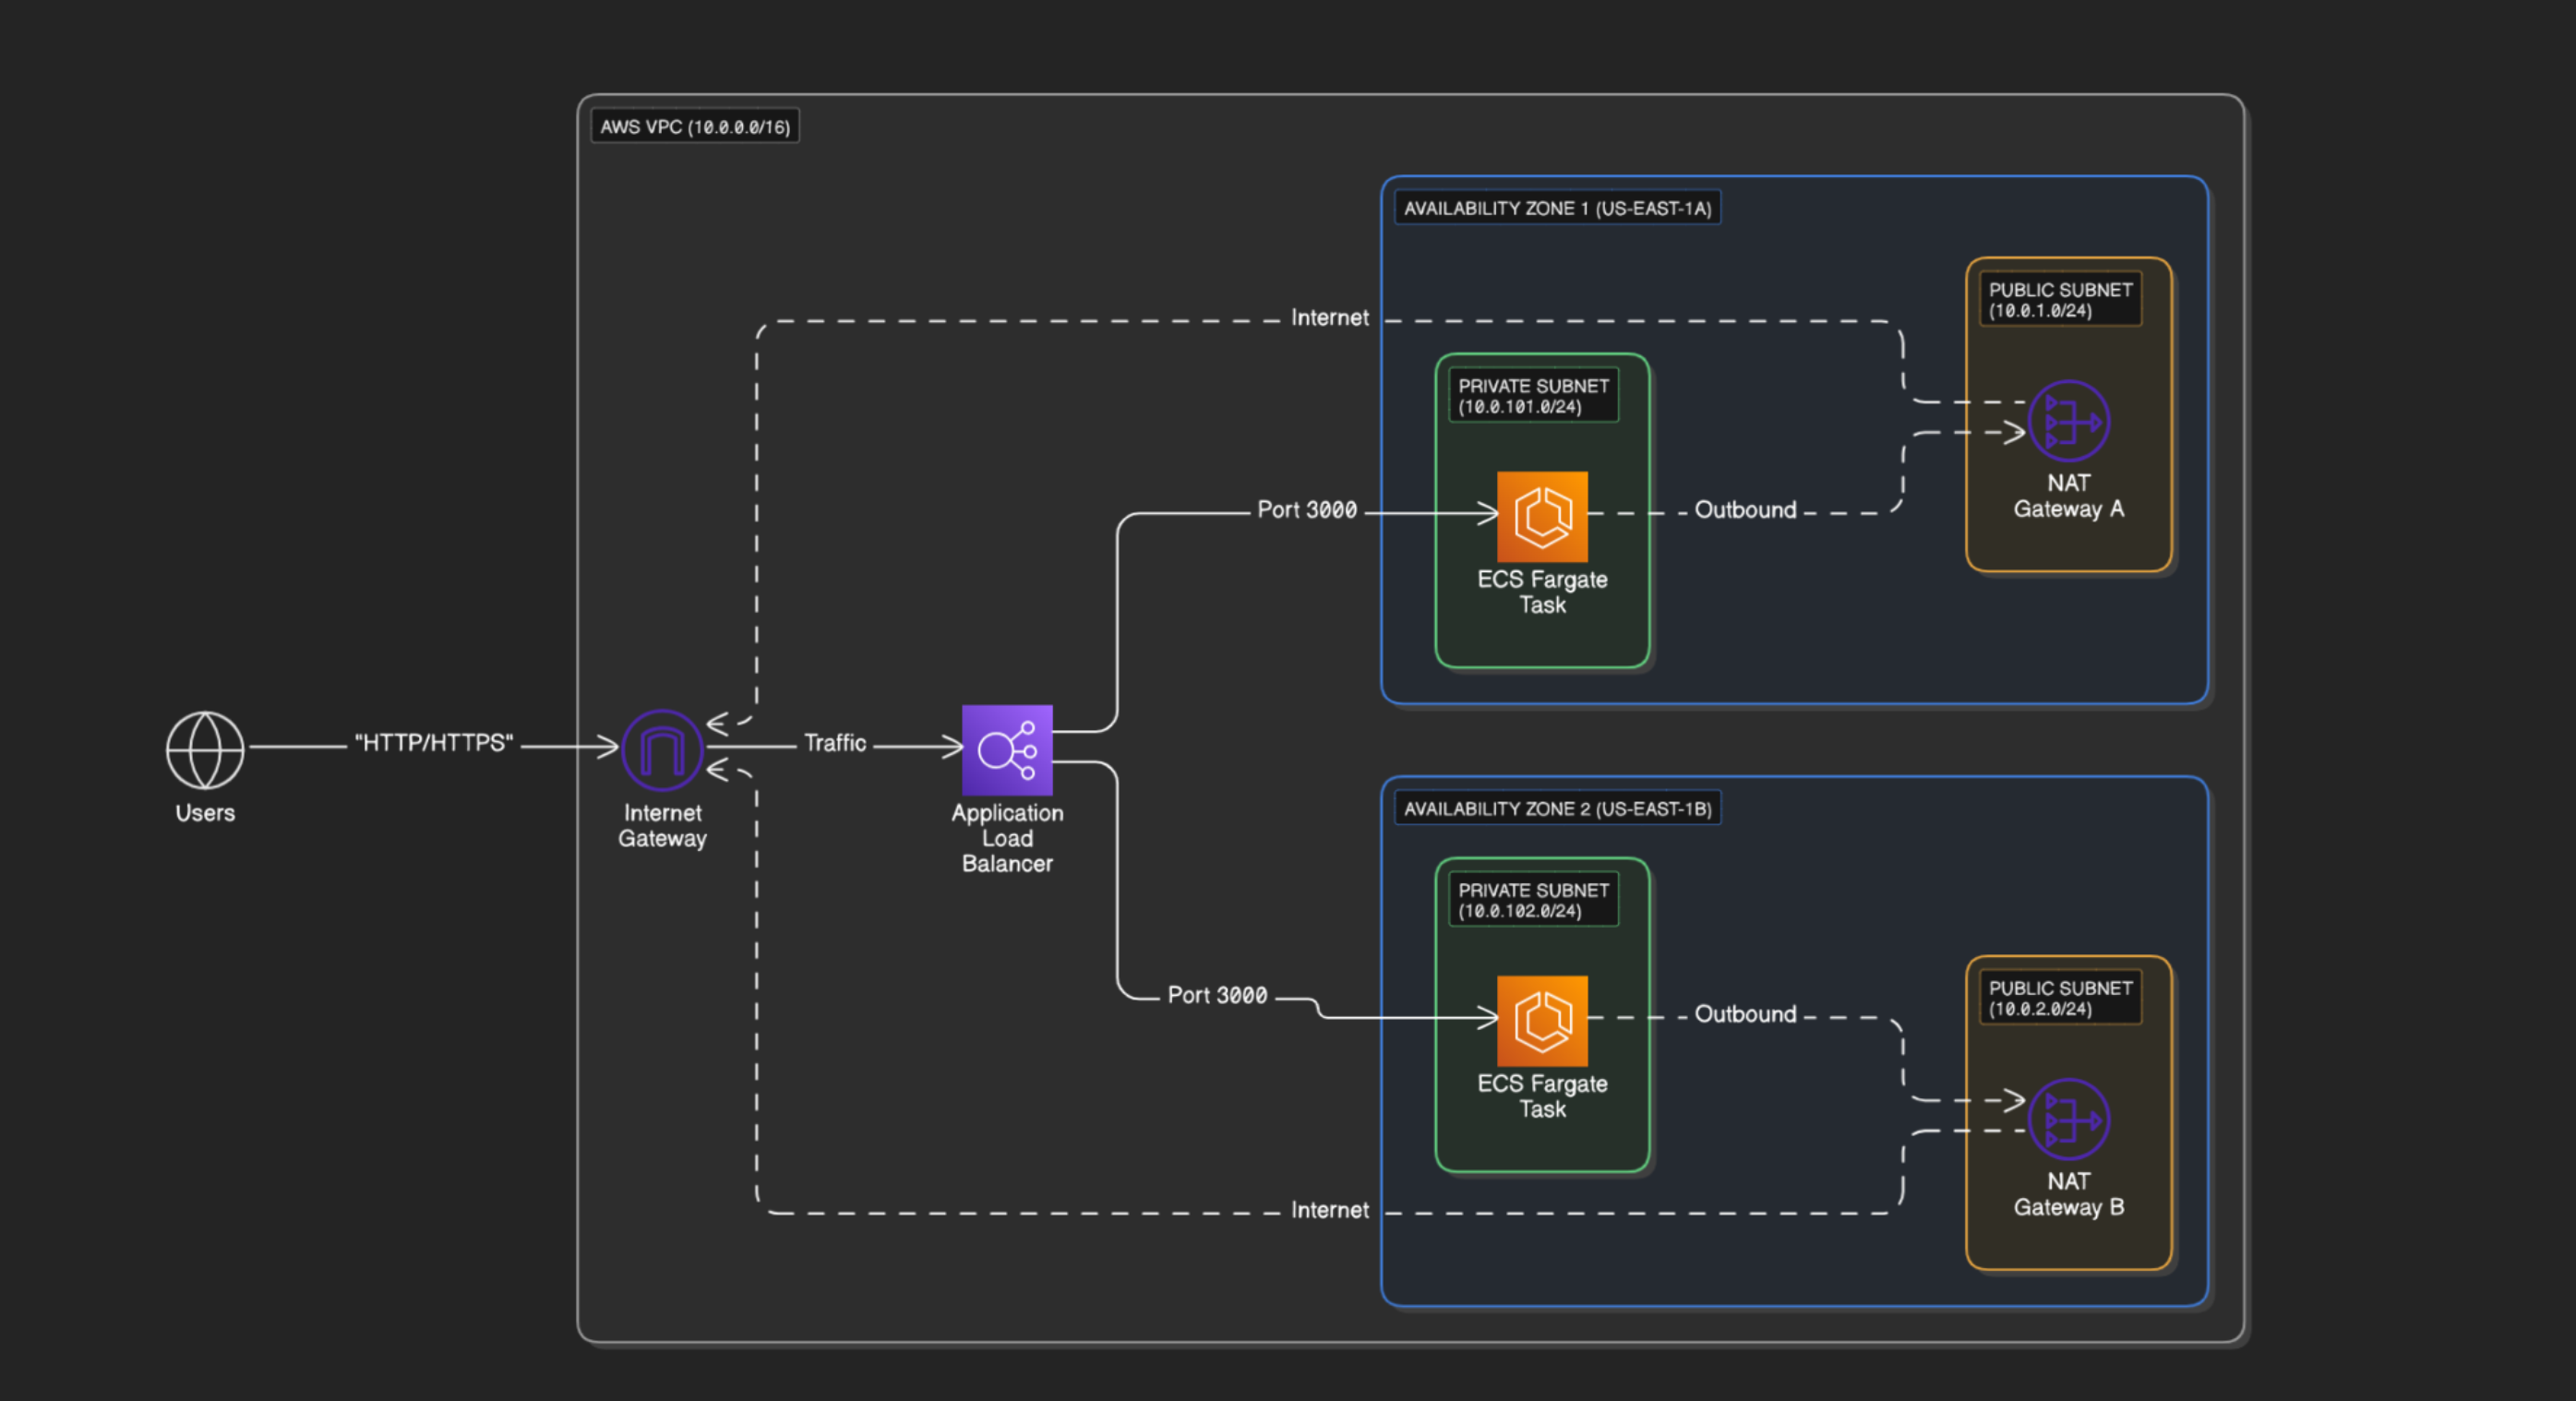 AWS VPC (10.0.0.0/16)
AVAILABILITY ZONE 1 (US-EAST-1A)
PUBLIC SUBNET
(10.0.1.0/24)
Internet
PRIVATE SUBNET
(10.0.101.0/24)
NAT
Gateway A
Port 3000
Outbound
ECS Fargate
Task
"HTTP/HTTPS"
Traffic
Users
Internet
Gateway
Application
Load
Balancer
AVAILABILITY ZONE 2 (US-EAST-1B)
PRIVATE SUBNET
(10.0.102.0/24)
PUBLIC SUBNET
(10.0.2.0/24)
Port 3000
Outbound
ECS Fargate
Task
NAT
Gateway B
Internet